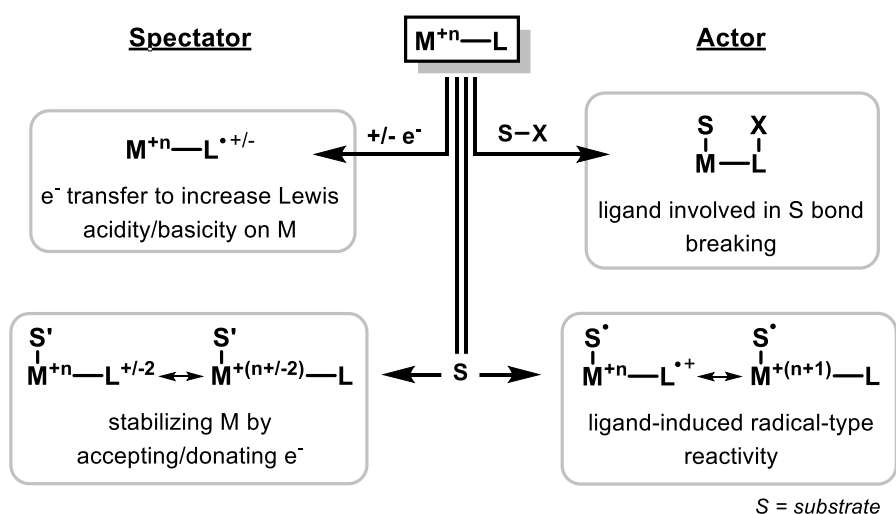 Spectator
M⁺ⁿ—L
Actor
+/- e⁻
S–X
M⁺ⁿ—L•⁺/⁻
e⁻ transfer to increase Lewis
acidity/basicity on M
S X
M—L
ligand involved in S bond
breaking
S'
S'
M⁺ⁿ—L⁺/⁻² ↔ M⁺⁽ⁿ⁺/⁻²⁾—L
stabilizing M by
accepting/donating e⁻
S
S•
S•
M⁺ⁿ—L•⁺ ↔ M⁺⁽ⁿ⁺¹⁾—L
ligand-induced radical-type
reactivity
S = substrate